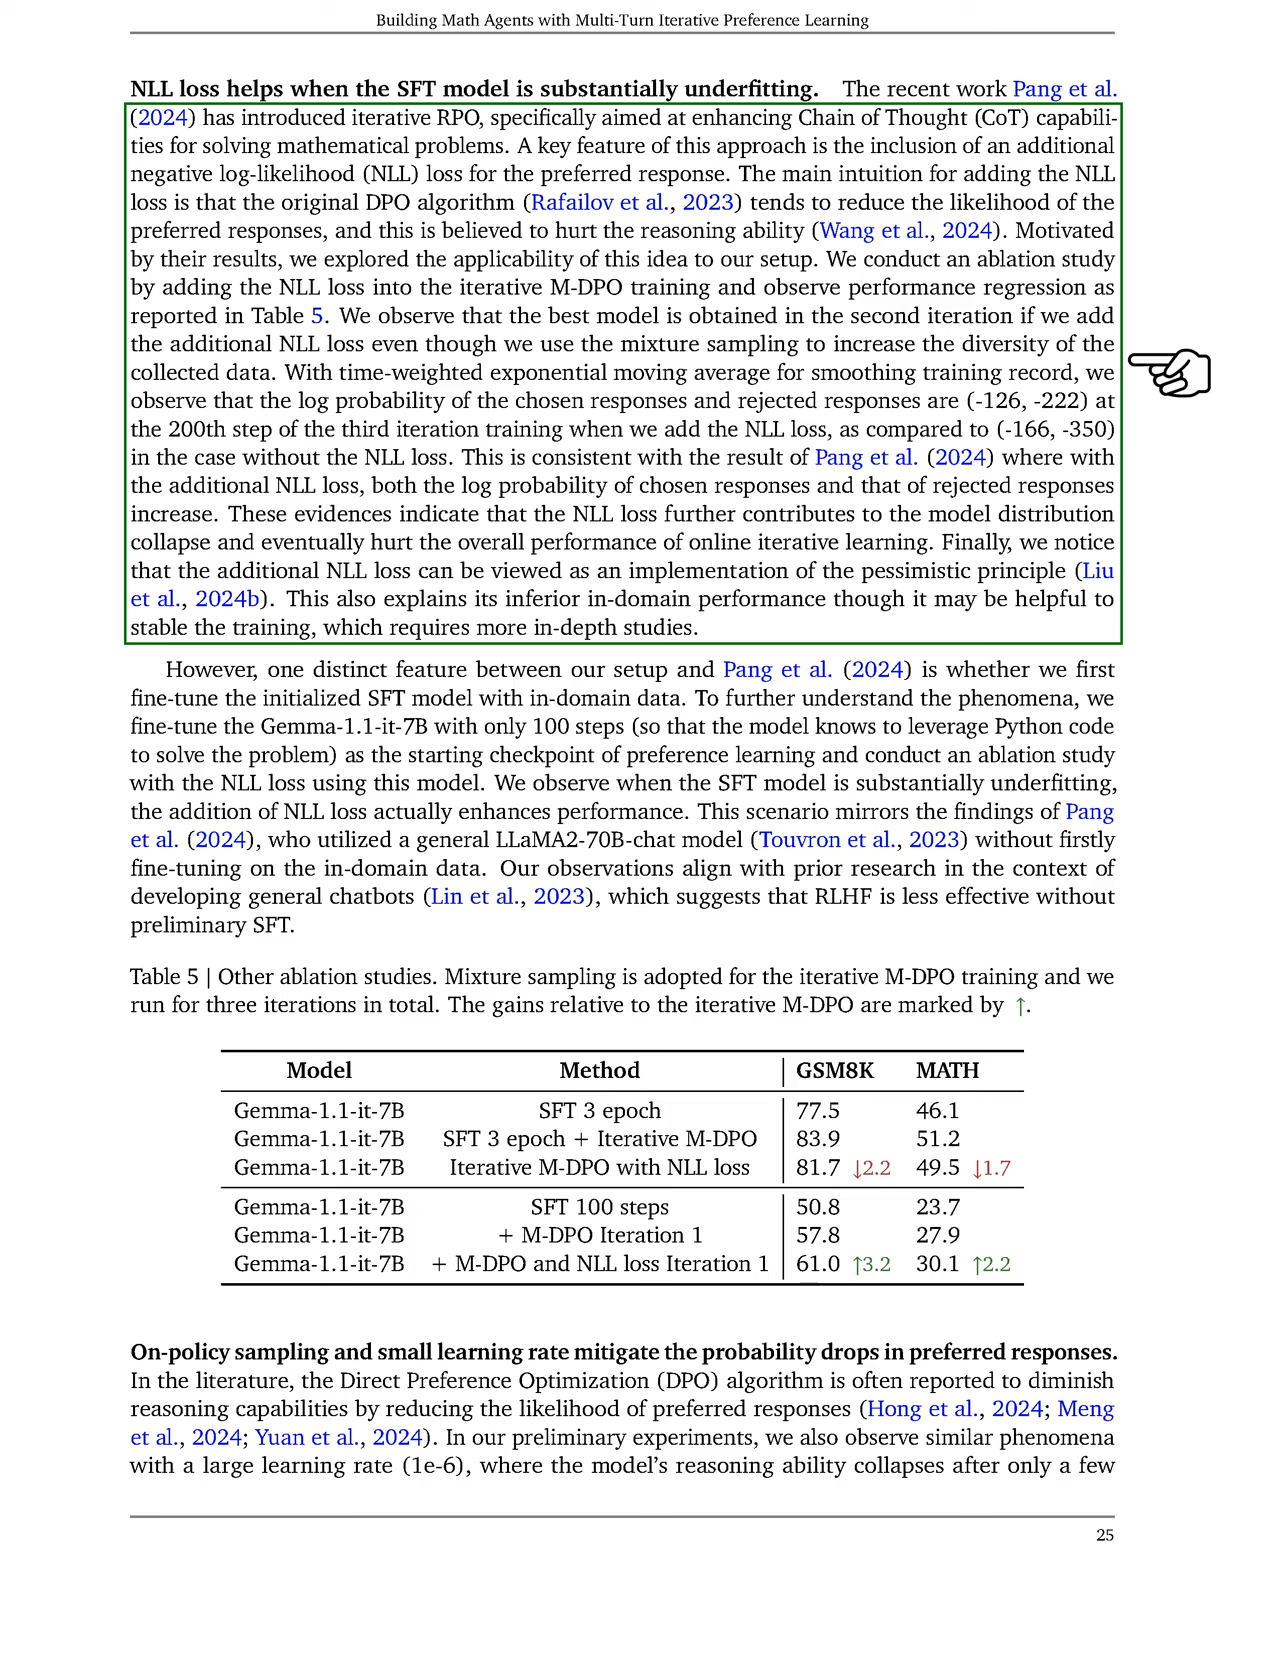 Building Math Agents with Multi-Turn Iterative Preference Learning
NLL loss helps when the SFT model is substantially underfitting. The recent work Pang et al.
(2024) has introduced iterative RPO, specifically aimed at enhancing Chain of Thought (CoT) capabili-
ties for solving mathematical problems. A key feature of this approach is the inclusion of an additional
negative log-likelihood (NLL) loss for the preferred response. The main intuition for adding the NLL
loss is that the original DPO algorithm (Rafailov et al., 2023) tends to reduce the likelihood of the
preferred responses, and this is believed to hurt the reasoning ability (Wang et al., 2024). Motivated
by their results, we explored the applicability of this idea to our setup. We conduct an ablation study
by adding the NLL loss into the iterative M-DPO training and observe performance regression as
reported in Table 5. We observe that the best model is obtained in the second iteration if we add
the additional NLL loss even though we use the mixture sampling to increase the diversity of the
collected data. With time-weighted exponential moving average for smoothing training record, we
observe that the log probability of the chosen responses and rejected responses are (-126, -222) at
the 200th step of the third iteration training when we add the NLL loss, as compared to (-166, -350)
in the case without the NLL loss. This is consistent with the result of Pang et al. (2024) where with
the additional NLL loss, both the log probability of chosen responses and that of rejected responses
increase. These evidences indicate that the NLL loss further contributes to the model distribution
collapse and eventually hurt the overall performance of online iterative learning. Finally, we notice
that the additional NLL loss can be viewed as an implementation of the pessimistic principle (Liu
et al., 2024b). This also explains its inferior in-domain performance though it may be helpful to
stable the training, which requires more in-depth studies.
However, one distinct feature between our setup and Pang et al. (2024) is whether we first
fine-tune the initialized SFT model with in-domain data. To further understand the phenomena, we
fine-tune the Gemma-1.1-it-7B with only 100 steps (so that the model knows to leverage Python code
to solve the problem) as the starting checkpoint of preference learning and conduct an ablation study
with the NLL loss using this model. We observe when the SFT model is substantially underfitting,
the addition of NLL loss actually enhances performance. This scenario mirrors the findings of Pang
et al. (2024), who utilized a general LLaMA2-70B-chat model (Touvron et al., 2023) without firstly
fine-tuning on the in-domain data. Our observations align with prior research in the context of
developing general chatbots (Lin et al., 2023), which suggests that RLHF is less effective without
preliminary SFT.
Table 5 | Other ablation studies. Mixture sampling is adopted for the iterative M-DPO training and we
run for three iterations in total. The gains relative to the iterative M-DPO are marked by ↑.
Model Method GSM8K MATH
Gemma-1.1-it-7B SFT 3 epoch 77.5 46.1
Gemma-1.1-it-7B SFT 3 epoch + Iterative M-DPO 83.9 51.2
Gemma-1.1-it-7B Iterative M-DPO with NLL loss 81.7 ↓2.2 49.5 ↓1.7
Gemma-1.1-it-7B SFT 100 steps 50.8 23.7
Gemma-1.1-it-7B + M-DPO Iteration 1 57.8 27.9
Gemma-1.1-it-7B + M-DPO and NLL loss Iteration 1 61.0 ↑3.2 30.1 ↑2.2
On-policy sampling and small learning rate mitigate the probability drops in preferred responses.
In the literature, the Direct Preference Optimization (DPO) algorithm is often reported to diminish
reasoning capabilities by reducing the likelihood of preferred responses (Hong et al., 2024; Meng
et al., 2024; Yuan et al., 2024). In our preliminary experiments, we also observe similar phenomena
with a large learning rate (1e-6), where the model's reasoning ability collapses after only a few
25